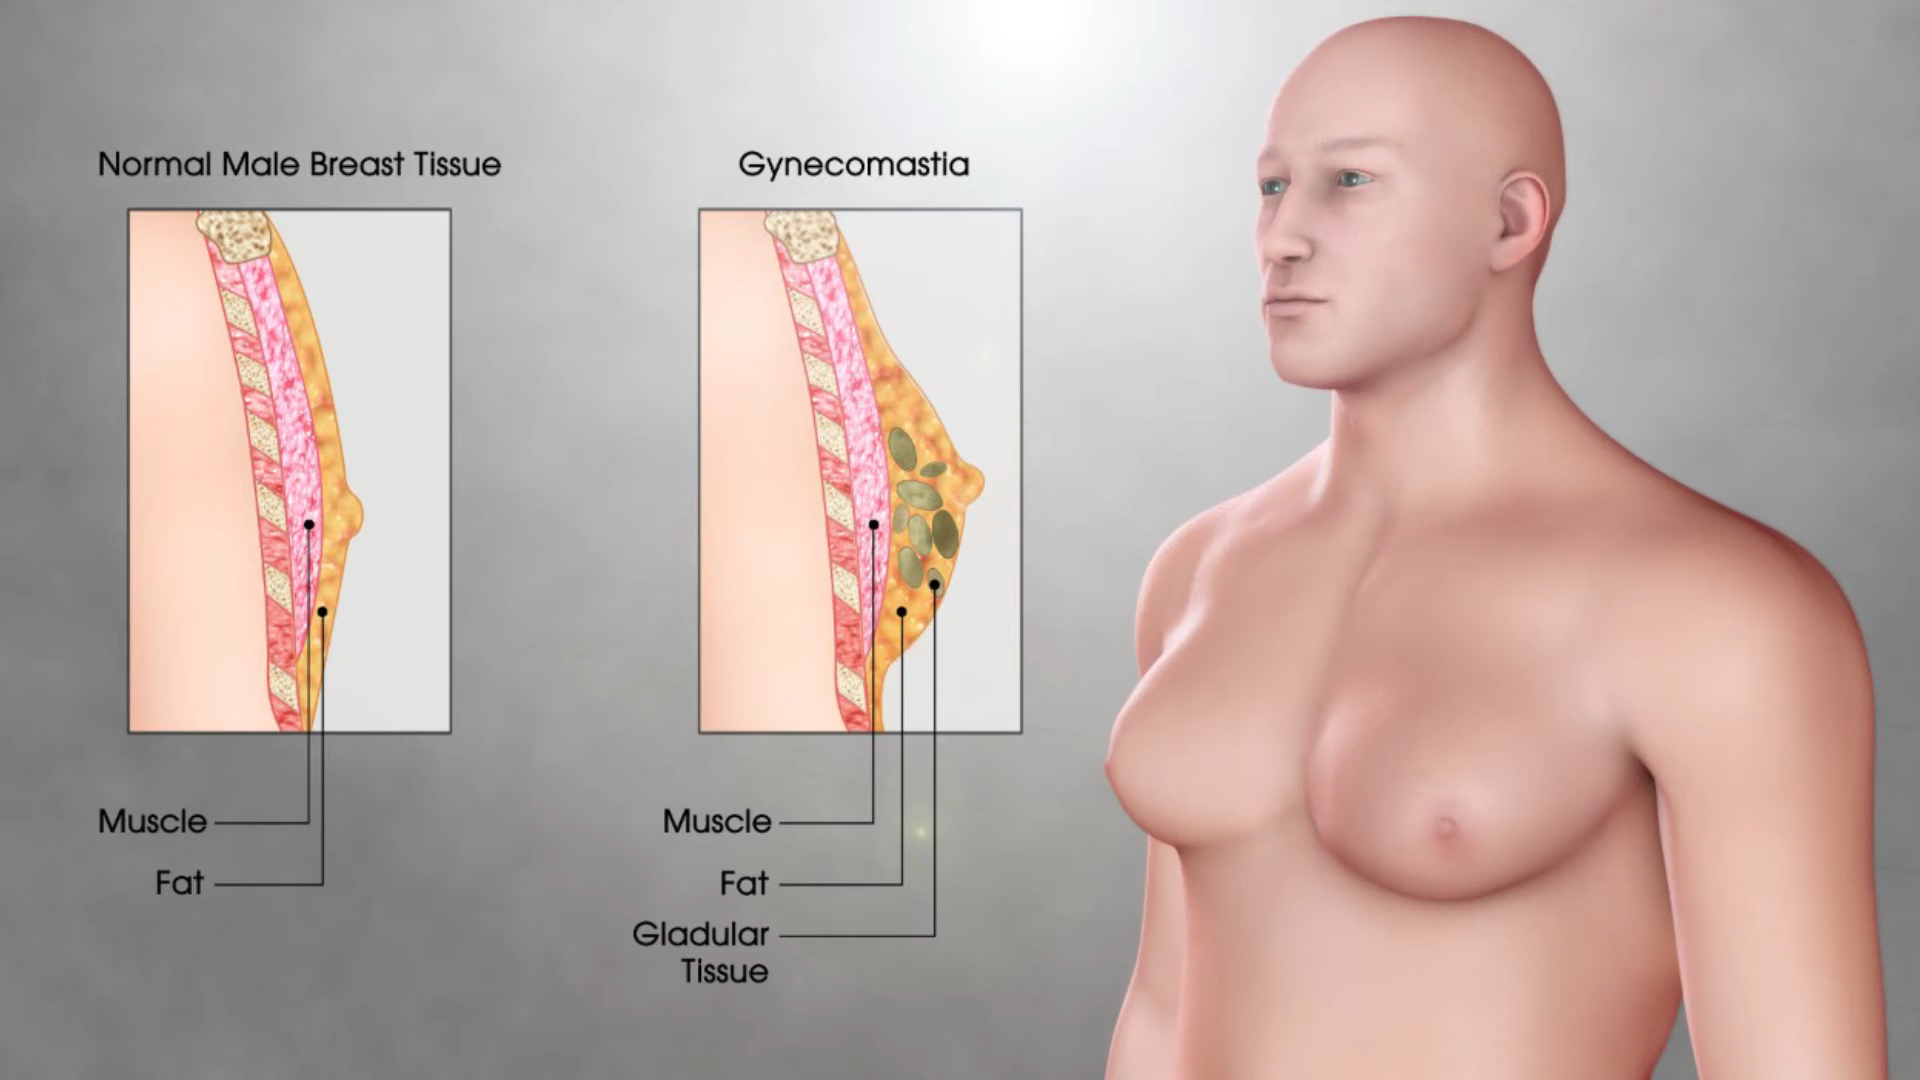 Normal Male Breast Tissue
Muscle
Fat
Gynecomastia
Muscle
Fat
Gladular
Tissue